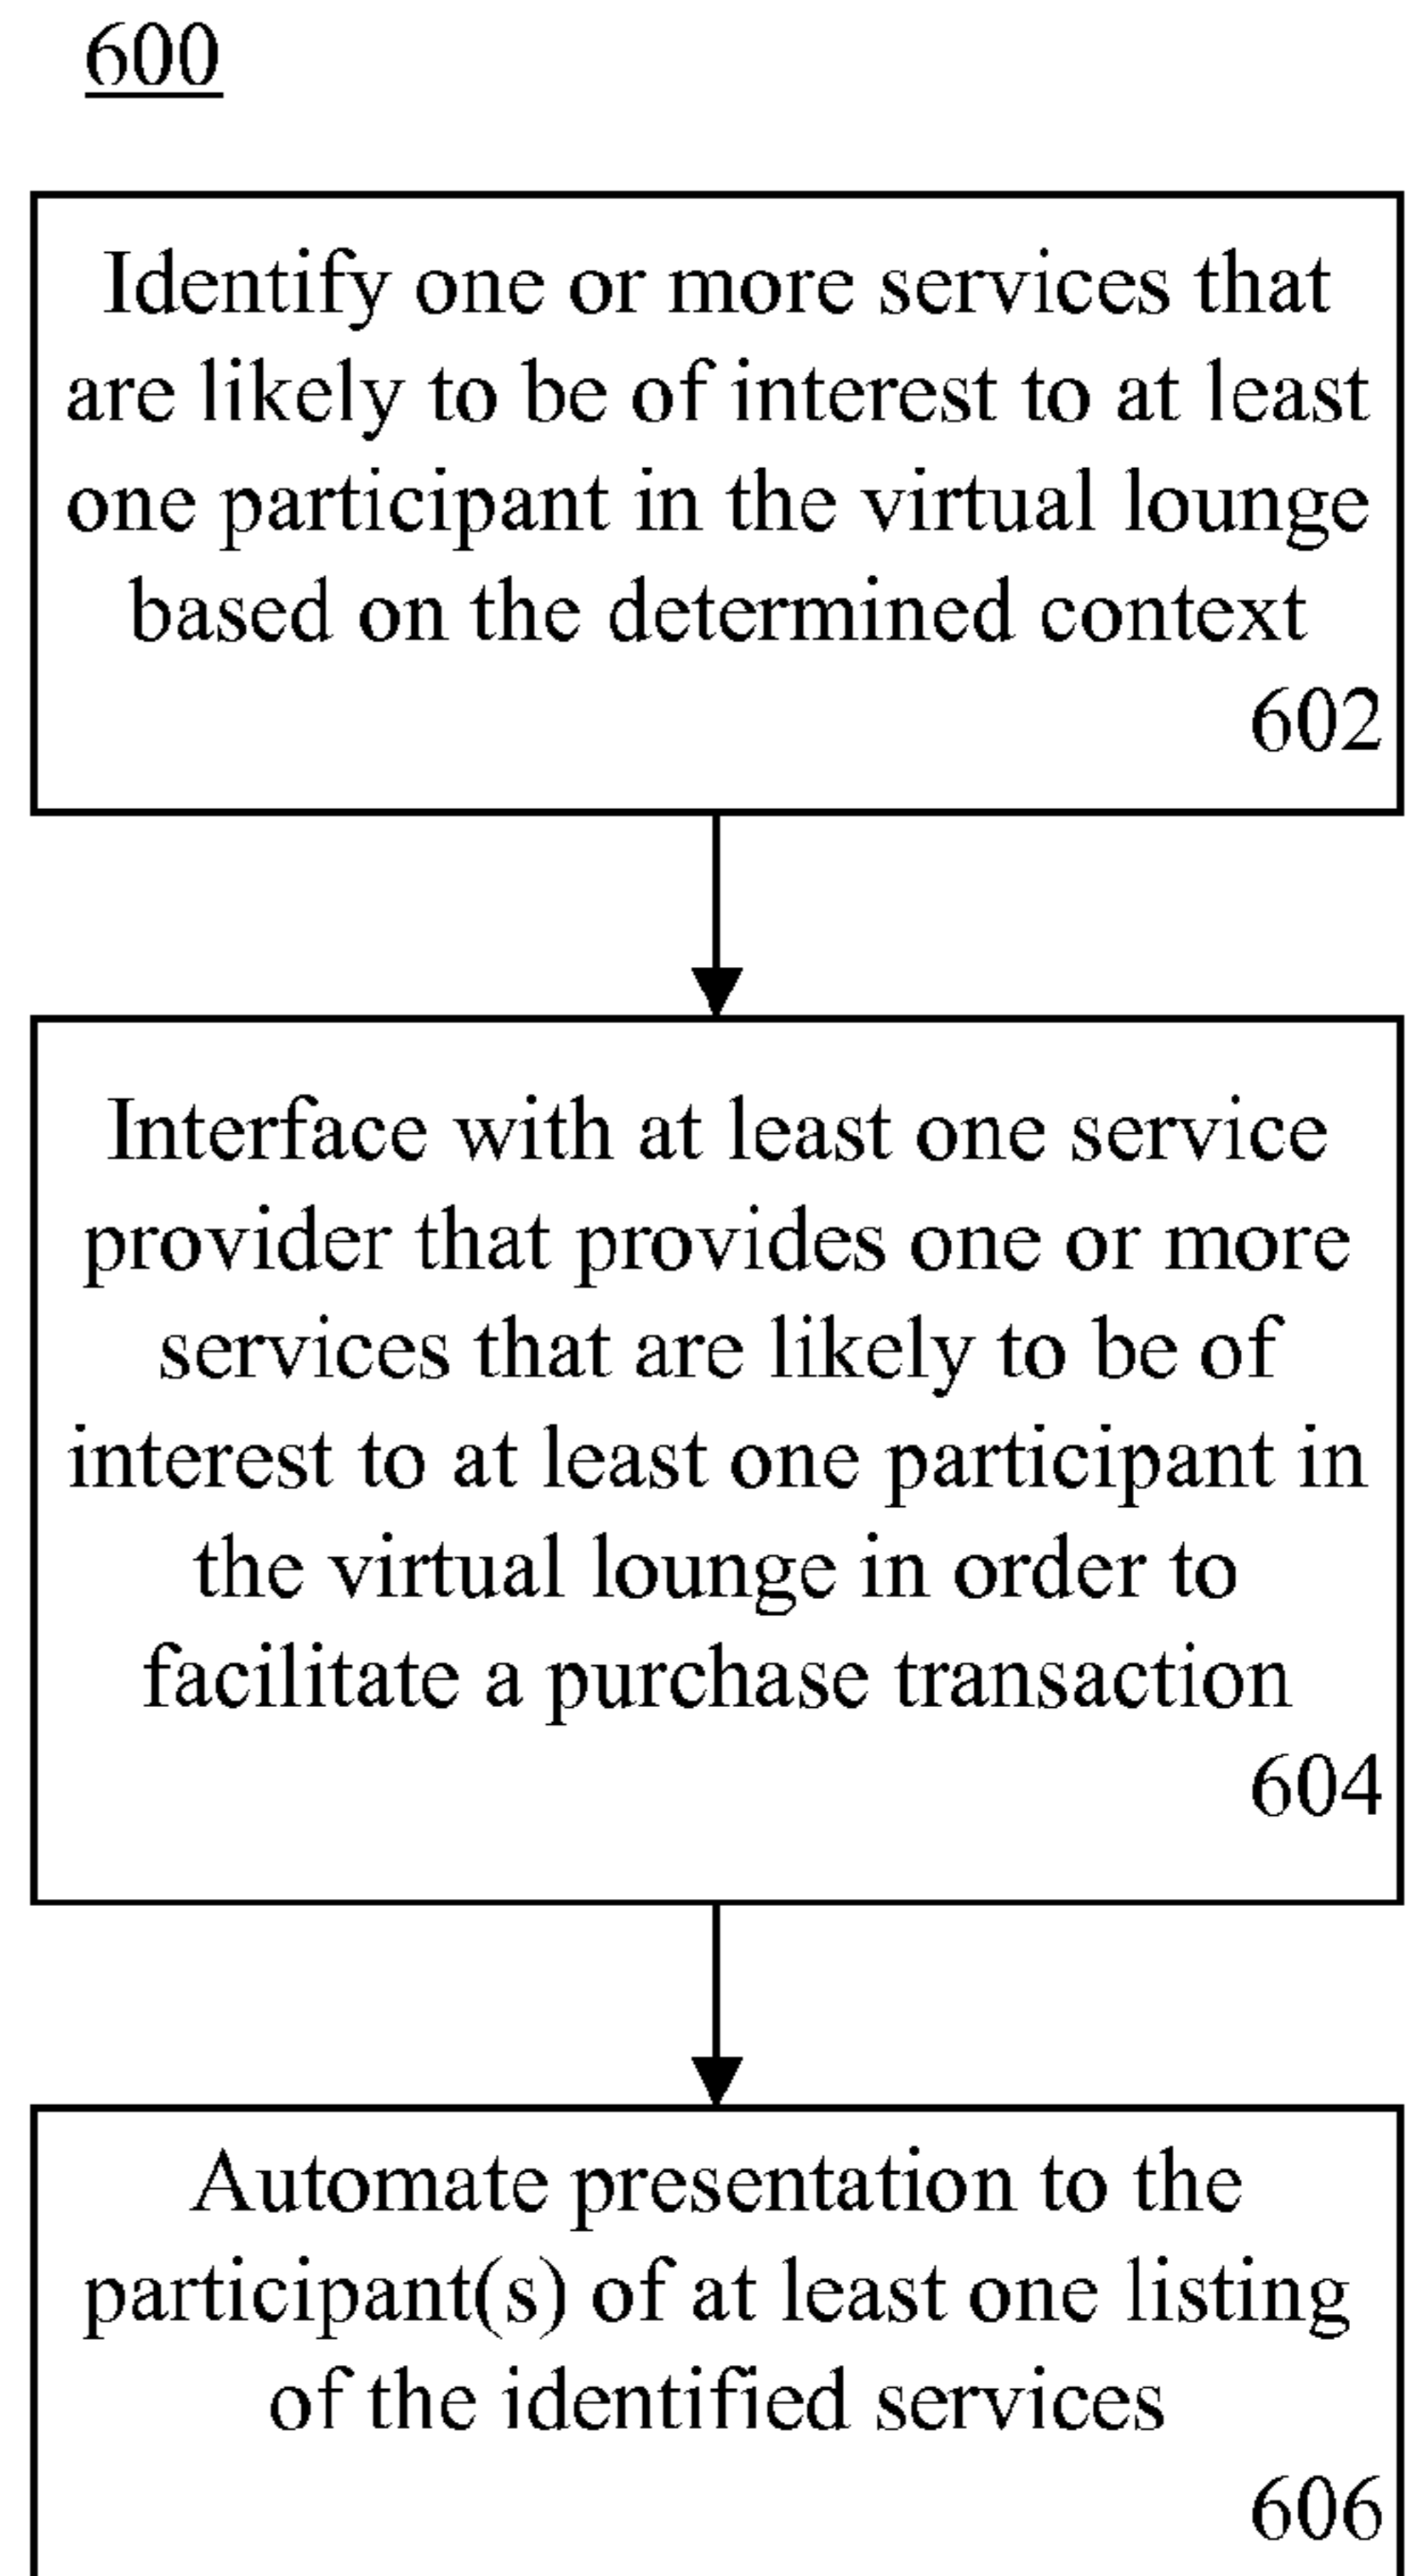 600
Identify one or more services that
are likely to be of interest to at least
one participant in the virtual lounge
based on the determined context
602
Interface with at least one service
provider that provides one or more
services that are likely to be of
interest to at least one participant in
the virtual lounge in order to
facilitate a purchase transaction
604
Automate presentation to the
participant(s) of at least one listing
of the identified services
606